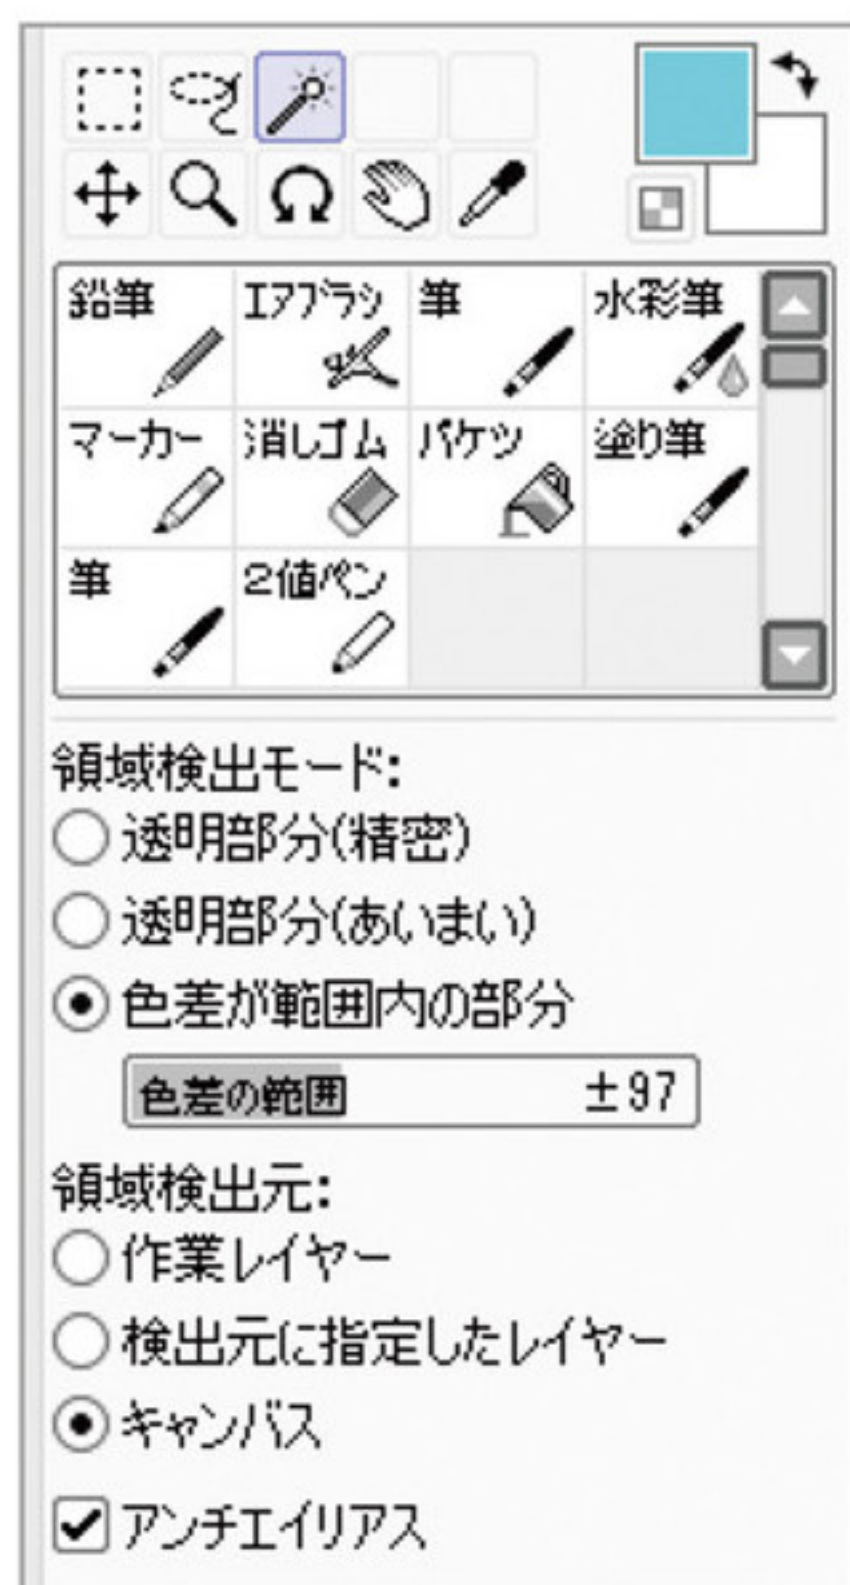 鉛筆 エアブラシ 筆 水彩筆
マーカー 消しゴム バケツ 塗り筆
筆 2値ペン
領域検出モード:
透明部分(精密)
透明部分(あいまい)
色差が範囲内の部分
色差の範囲 ±97
領域検出元:
作業レイヤー
検出元に指定したレイヤー
キャンバス
アンチエイリアス